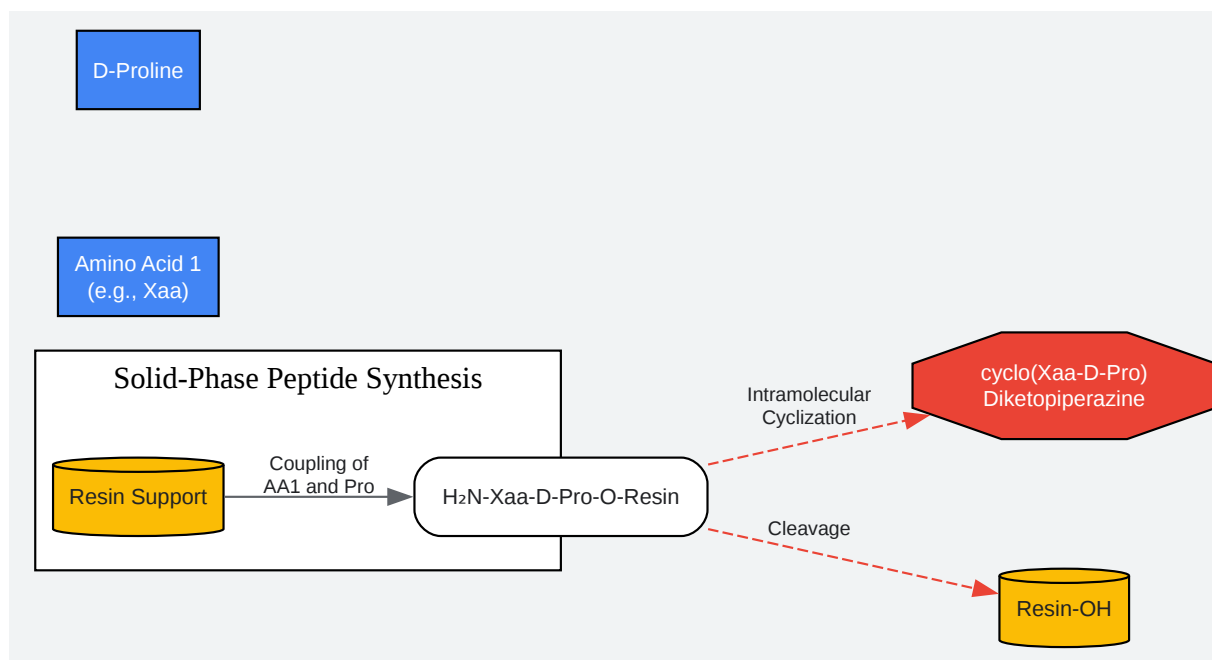 D-Proline
Amino Acid 1
(e.g., Xaa)
Solid-Phase Peptide Synthesis
Resin Support
Coupling of
AA1 and Pro
H₂N-Xaa-D-Pro-O-Resin
Intramolecular
Cyclization
cyclo(Xaa-D-Pro)
Diketopiperazine
Cleavage
Resin-OH